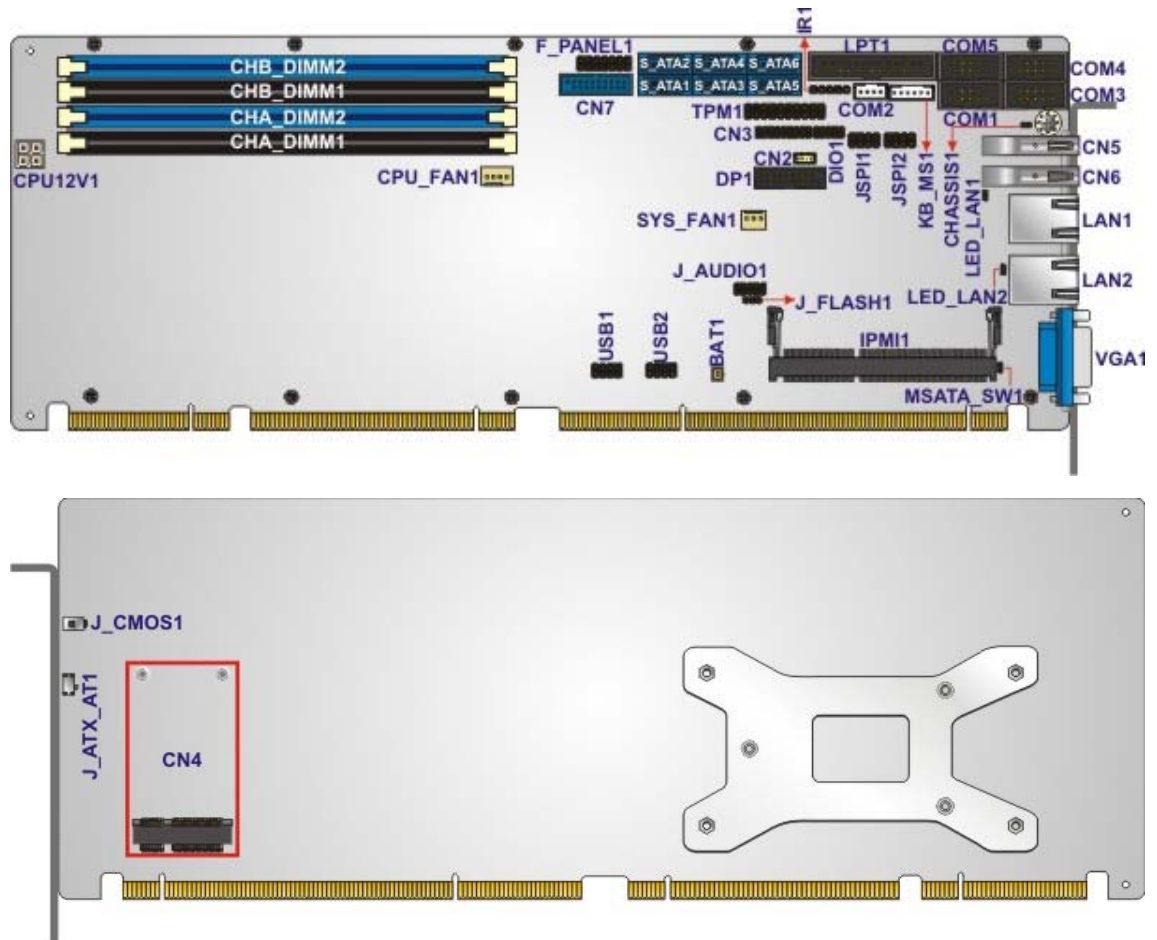 IR1
F_PANEL1
LPT1
COM5
CHB_DIMM2
S_ATA2 S_ATA4 S_ATA6
COM4
CHB_DIMM1
S_ATA1 S_ATA3 S_ATA5
COM3
CN7
TPM1
COM2
COM1
CHA_DIMM2
CN3
CHA_DIMM1
CN5
CPU12V1
CPU_FAN1
CN2
DIO1
DP1
JSPI1
JSPI2
KB_MS1
CHASSIS1
LED_LAN1
CN6
SYS_FAN1
LAN1
J_AUDIO1
LAN2
J_FLASH1
LED_LAN2
USB1
USB2
BAT1
IPMI1
VGA1
MSATA_SW1
J_CMOS1
J_ATX_AT1
CN4